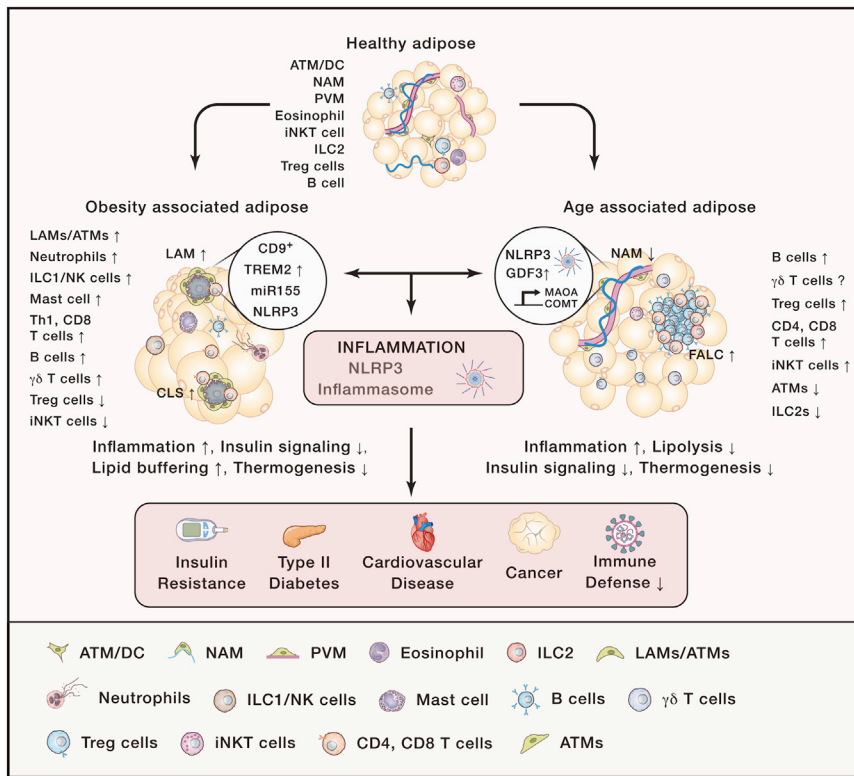 Healthy adipose
ATM/DC
NAM
PVM
Eosinophil
iNKT cell
ILC2
Treg cells
B cell
Obesity associated adipose
LAMs/ATMs ↑
Neutrophils ↑
ILC1/NK cells ↑
Mast cell ↑
Th1, CD8
T cells ↑
B cells ↑
γδ T cells ↑
Treg cells ↓
iNKT cells ↓
LAM ↑
CD9⁺
TREM2 ↑
miR155
NLRP3
CLS ↑
Inflammation ↑, Insulin signaling ↓,
Lipid buffering ↑, Thermogenesis ↓
INFLAMMATION
NLRP3
Inflammasome
Age associated adipose
NLRP3
GDF3↑
MAOA
COMT
NAM ↓
FALC ↑
B cells ↑
γδ T cells ?
Treg cells ↑
CD4, CD8
T cells ↑
iNKT cells ↑
ATMs ↓
ILC2s ↓
Inflammation ↑, Lipolysis ↓
Insulin signaling ↓, Thermogenesis ↓
Insulin
Resistance
Type II
Diabetes
Cardiovascular
Disease
Cancer
Immune
Defense ↓
ATM/DC
NAM
PVM
Eosinophil
ILC2
LAMs/ATMs
Neutrophils
ILC1/NK cells
Mast cell
B cells
γδ T cells
Treg cells
iNKT cells
CD4, CD8 T cells
ATMs